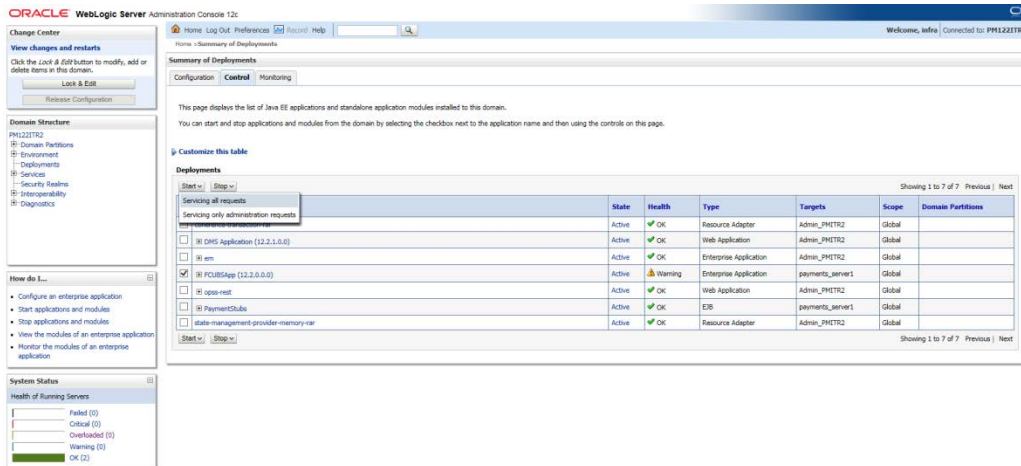 ORACLE WebLogic Server Administration Console 12c
Change Center
View changes and restarts
Click the Lock & Edit button to modify, add or
delete items in this domain.
Lock & Edit
Release Configuration
Domain Structure
PM122ITR2
Domain Partitions
Environment
Deployments
Services
Security Realms
Interoperability
Diagnostics
How do I...
Configure an enterprise application
Start applications and modules
Stop applications and modules
View the modules of an enterprise application
Monitor the modules of an enterprise
application
System Status
Health of Running Servers
Failed (0)
Critical (0)
Overloaded (0)
Warning (0)
OK (2)
Home Log Out Preferences Record Help
Welcome, infra Connected to: PM122ITR
Home >Summary of Deployments
Summary of Deployments
Configuration Control Monitoring
This page displays the list of Java EE applications and standalone application modules installed to this domain.
You can start and stop applications and modules from the domain by selecting the checkbox next to the application name and then using the controls on this page.
Customize this table
Deployments
Start Stop Showing 1 to 7 of 7 Previous | Next
Servicing all requests
Servicing only administration requests
State Health Type Targets Scope Domain Partitions
coherence-transaction-rar Active OK Resource Adapter Admin_PMITR2 Global
DMS Application (12.2.1.0.0) Active OK Web Application Admin_PMITR2 Global
em Active OK Enterprise Application Admin_PMITR2 Global
FCUBSApp (12.2.0.0.0) Active Warning Enterprise Application payments_server1 Global
opss-rest Active OK Web Application Admin_PMITR2 Global
PaymentStubs Active OK EJB payments_server1 Global
state-management-provider-memory-rar Active OK Resource Adapter Admin_PMITR2 Global
Start Stop Showing 1 to 7 of 7 Previous | Next